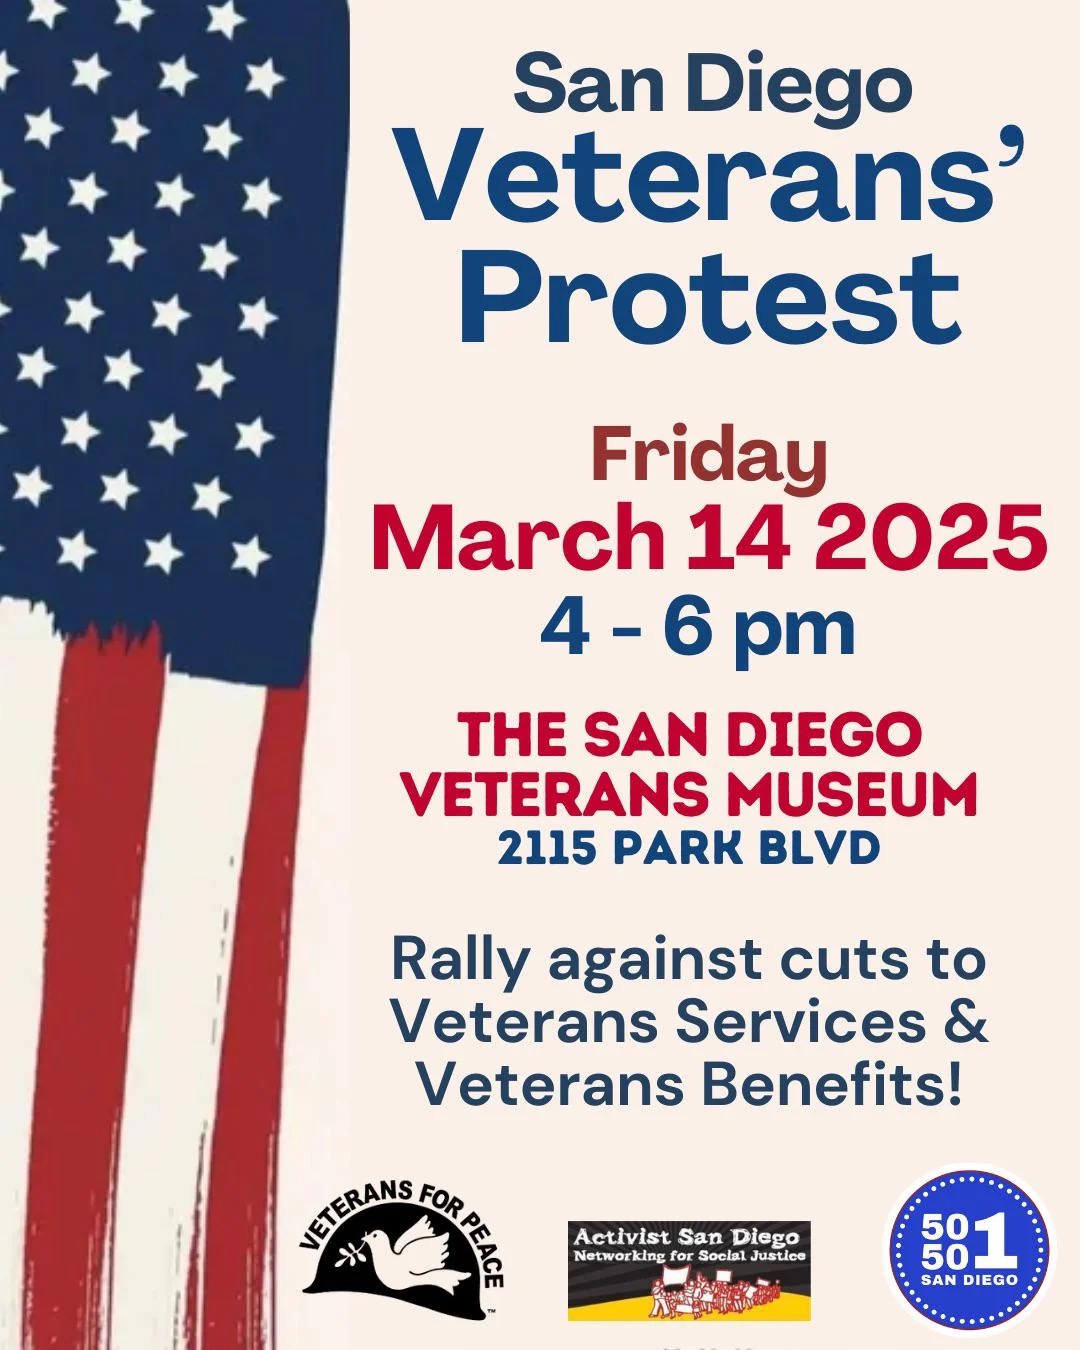 San Diego
Veterans’
Protest
Friday
March 14 2025
4 - 6 pm
THE SAN DIEGO
VETERANS MUSEUM
2115 PARK BLVD
Rally against cuts to
Veterans Services &
Veterans Benefits!
VETERANS FOR PEACE
™
Activist San Diego
Networking for Social Justice
50
50
1
SAN DIEGO